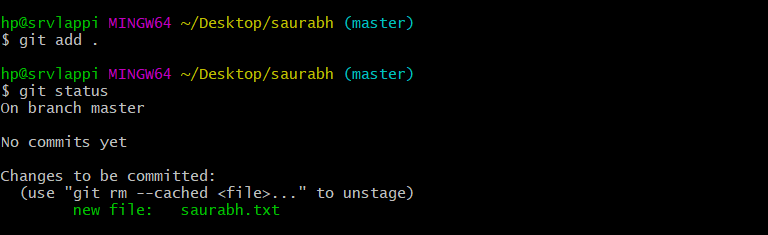 hp@srvlappi MINGW64 ~/Desktop/saurabh (master)
$ git add .
hp@srvlappi MINGW64 ~/Desktop/saurabh (master)
$ git status
On branch master
No commits yet
Changes to be committed:
(use "git rm --cached <file>..." to unstage)
new file: saurabh.txt